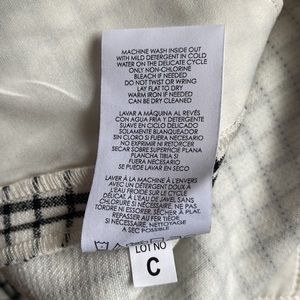 MACHINE WASH INSIDE OUT
WITH MILD DETERGENT IN COLD
WATER ON THE DELICATE CYCLE
ONLY NON-CHLORINE
BLEACH IF NEEDED
DO NOT TWIST OR WRING
LAY FLAT TO DRY
WARM IRON IF NEEDED
CAN BE DRY CLEANED
LAVAR A MAQUINA AL REVÉS
CON AGUA FRIA Y DETERGENTE
SUAVE EN CICLO DELICADO
SOLAMENTE BLANQUEADOR
SIN CLORO SI FUERA NECESARIO
NO EXPRIMIR NI RETORCER
SECAR SOBRE SUPERFICIE PLANA
PLANCHA TIBIA SI
FUERA NECESARIO
SE PUEDE LAVAR EN SECO
LAVER À LA MACHINE À L'ENVERS
AVEC UN DÉTERGENT DOUX À
L'EAU FROIDE SUR LE CYCLE
DÉLICAT. EAU DE JAVEL SANS
CHLORURE SI NÉCESSAIRE. NE PAS
TORDRE OU ESSORER. SÉCHER À PLAT.
REPASSER AU FER TIÈDE
SI NÉCESSAIRE. NETTOYAGE
A SEC POSSIBLE
LOT NO
C